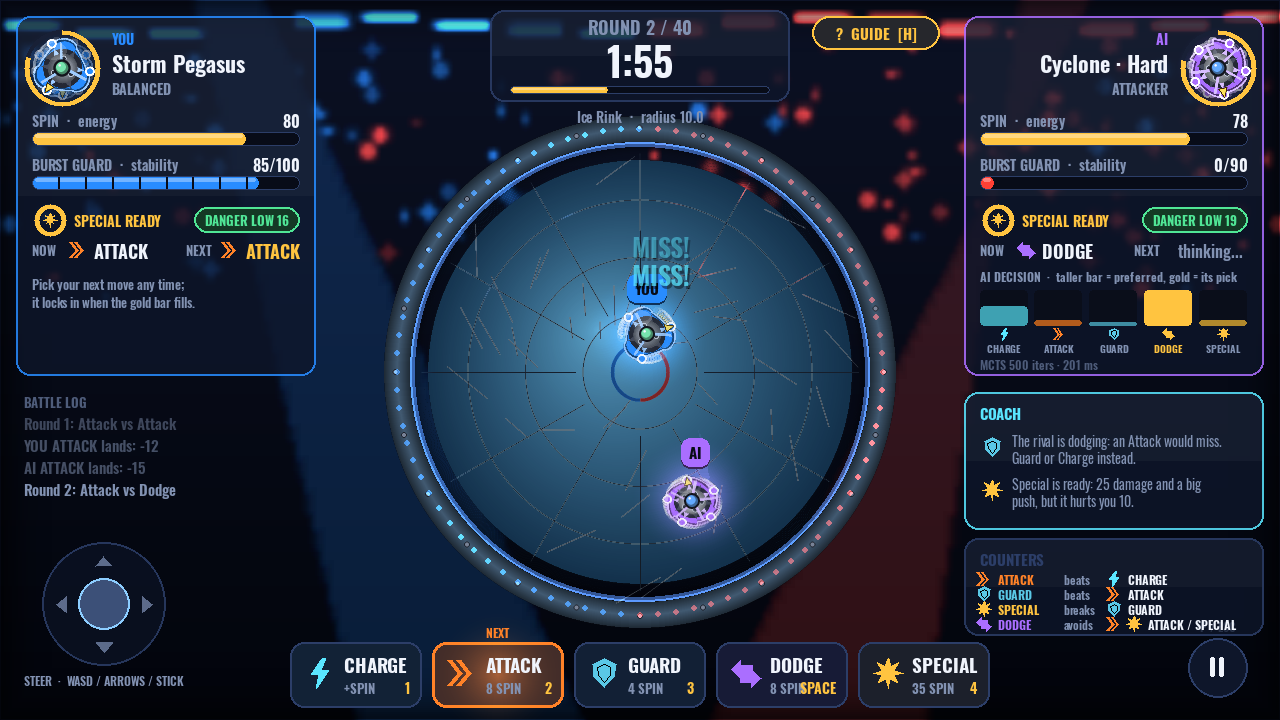 YOU
Storm Pegasus
BALANCED
SPIN · energy 80
BURST GUARD · stability 85/100
SPECIAL READY DANGER LOW 16
NOW ATTACK NEXT ATTACK
Pick your next move any time;
it locks in when the gold bar fills.
ROUND 2 / 40
1:55
Ice Rink · radius 10.0
? GUIDE [H]
AI
Cyclone · Hard
ATTACKER
SPIN · energy 78
BURST GUARD · stability 0/90
SPECIAL READY DANGER LOW 19
NOW DODGE NEXT thinking...
AI DECISION · taller bar = preferred, gold = its pick
CHARGE ATTACK GUARD DODGE SPECIAL
MCTS 500 iters · 201 ms
MISS!
MISS!
YOU
AI
BATTLE LOG
Round 1: Attack vs Attack
YOU ATTACK lands: -12
AI ATTACK lands: -15
Round 2: Attack vs Dodge
COACH
The rival is dodging: an Attack would miss.
Guard or Charge instead.
Special is ready: 25 damage and a big
push, but it hurts you 10.
COUNTERS
ATTACK beats CHARGE
GUARD beats ATTACK
SPECIAL breaks GUARD
DODGE avoids ATTACK / SPECIAL
STEER · WASD / ARROWS / STICK
NEXT
CHARGE
+SPIN 1
ATTACK
8 SPIN 2
GUARD
4 SPIN 3
DODGE
8 SPIN SPACE
SPECIAL
35 SPIN 4